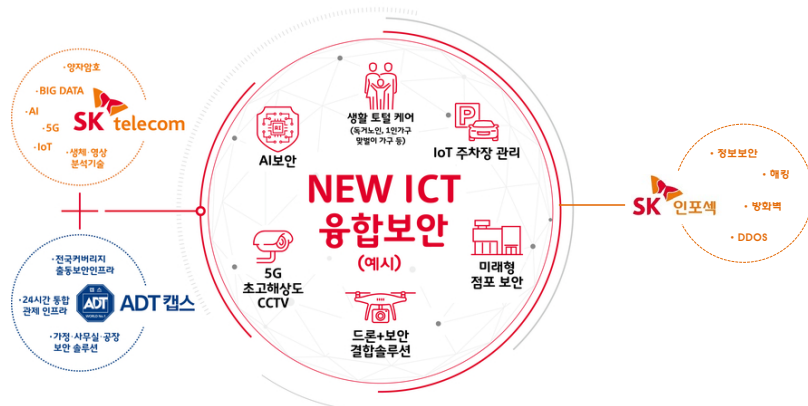 ·양자암호
·BIG DATA
·AI
·5G
·IoT
·생체·영상
분석기술
SK telecom
·전국커버리지
출동보안인프라
·24시간 통합
관제 인프라
·가정·사무실·공장
보안 솔루션
캡스
ADT
ADT 캡스
생활 토털 케어
(독거노인, 1인가구
맞벌이 가구 등)
AI
AI보안
P
IoT 주차장 관리
NEW ICT
융합보안
(예시)
5G
초고해상도
CCTV
미래형
점포 보안
드론+보안
결합솔루션
SK 인포섹
·정보보안
·해킹
·방화벽
·DDOS